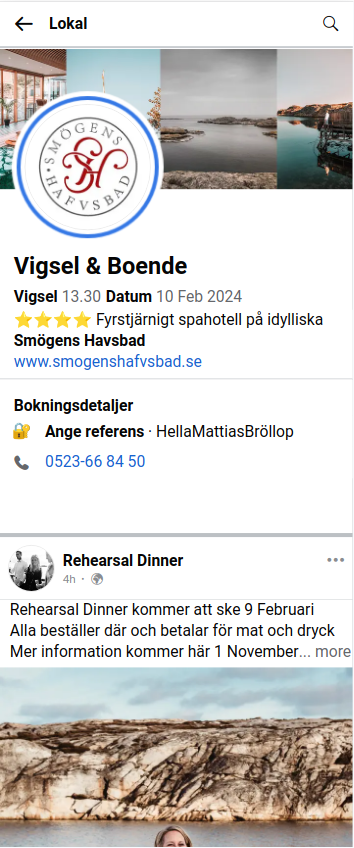 Lokal
SMÖGENS
HAFVSBAD
SH
Vigsel & Boende
Vigsel 13.30 Datum 10 Feb 2024
⭐⭐⭐⭐ Fyrstjärnigt spahotell på idylliska
Smögens Havsbad
www.smogenshafvsbad.se
Bokningsdetaljer
🔐 Ange referens · HellaMattiasBröllop
📞 0523-66 84 50
Rehearsal Dinner
4h ·
Rehearsal Dinner kommer att ske 9 Februari
Alla beställer där och betalar för mat och dryck
Mer information kommer här 1 November... more